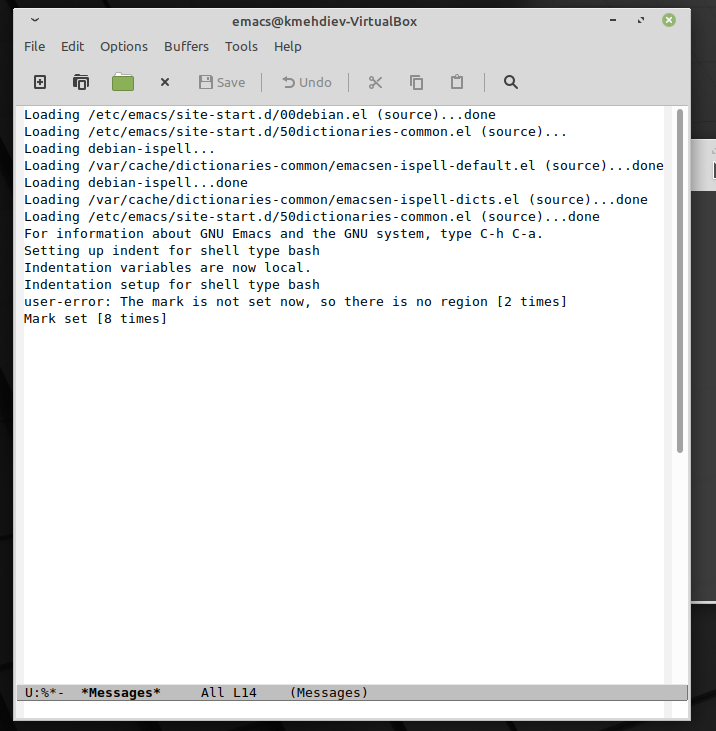 emacs@kmehdiev-VirtualBox
File Edit Options Buffers Tools Help
Save Undo
Loading /etc/emacs/site-start.d/00debian.el (source)...done
Loading /etc/emacs/site-start.d/50dictionaries-common.el (source)...
Loading debian-ispell...
Loading /var/cache/dictionaries-common/emacsen-ispell-default.el (source)...done
Loading debian-ispell...done
Loading /var/cache/dictionaries-common/emacsen-ispell-dicts.el (source)...done
Loading /etc/emacs/site-start.d/50dictionaries-common.el (source)...done
For information about GNU Emacs and the GNU system, type C-h C-a.
Setting up indent for shell type bash
Indentation variables are now local.
Indentation setup for shell type bash
user-error: The mark is not set now, so there is no region [2 times]
Mark set [8 times]
U:%*-  *Messages*     All L14    (Messages)